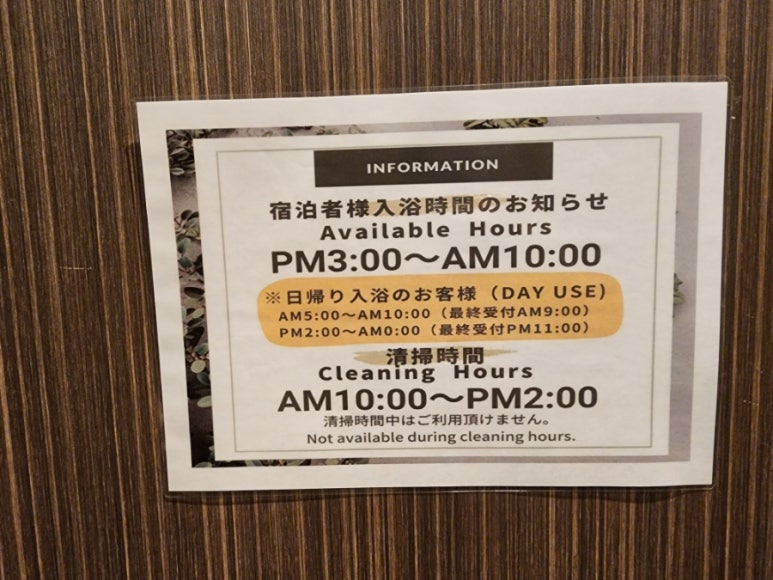 INFORMATION
宿泊者様入浴時間のお知らせ
Available Hours
PM3:00～AM10:00
※日帰り入浴のお客様（DAY USE)
AM5:00～AM10:00（最終受付AM9:00）
PM2:00～AM0:00（最終受付PM11:00）
清掃時間
Cleaning Hours
AM10:00～PM2:00
清掃時間中はご利用頂けません。
Not available during cleaning hours.